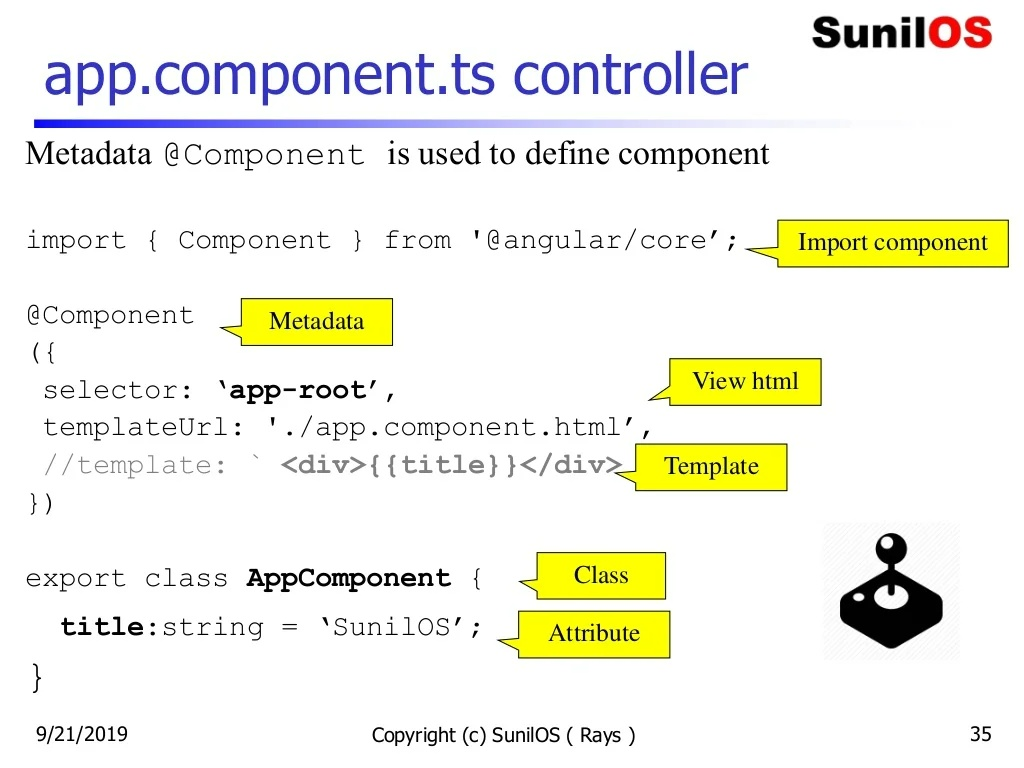 SunilOS
app.component.ts controller
Metadata @Component is used to define component
import { Component } from '@angular/core’;
Import component
@Component
Metadata
({
selector: ‘app-root’,
View html
templateUrl: './app.component.html’,
//template: ` <div>{{title}}</div>
Template
})
export class AppComponent {
Class
title:string = ‘SunilOS’;
Attribute
}
9/21/2019
Copyright (c) SunilOS ( Rays )
35